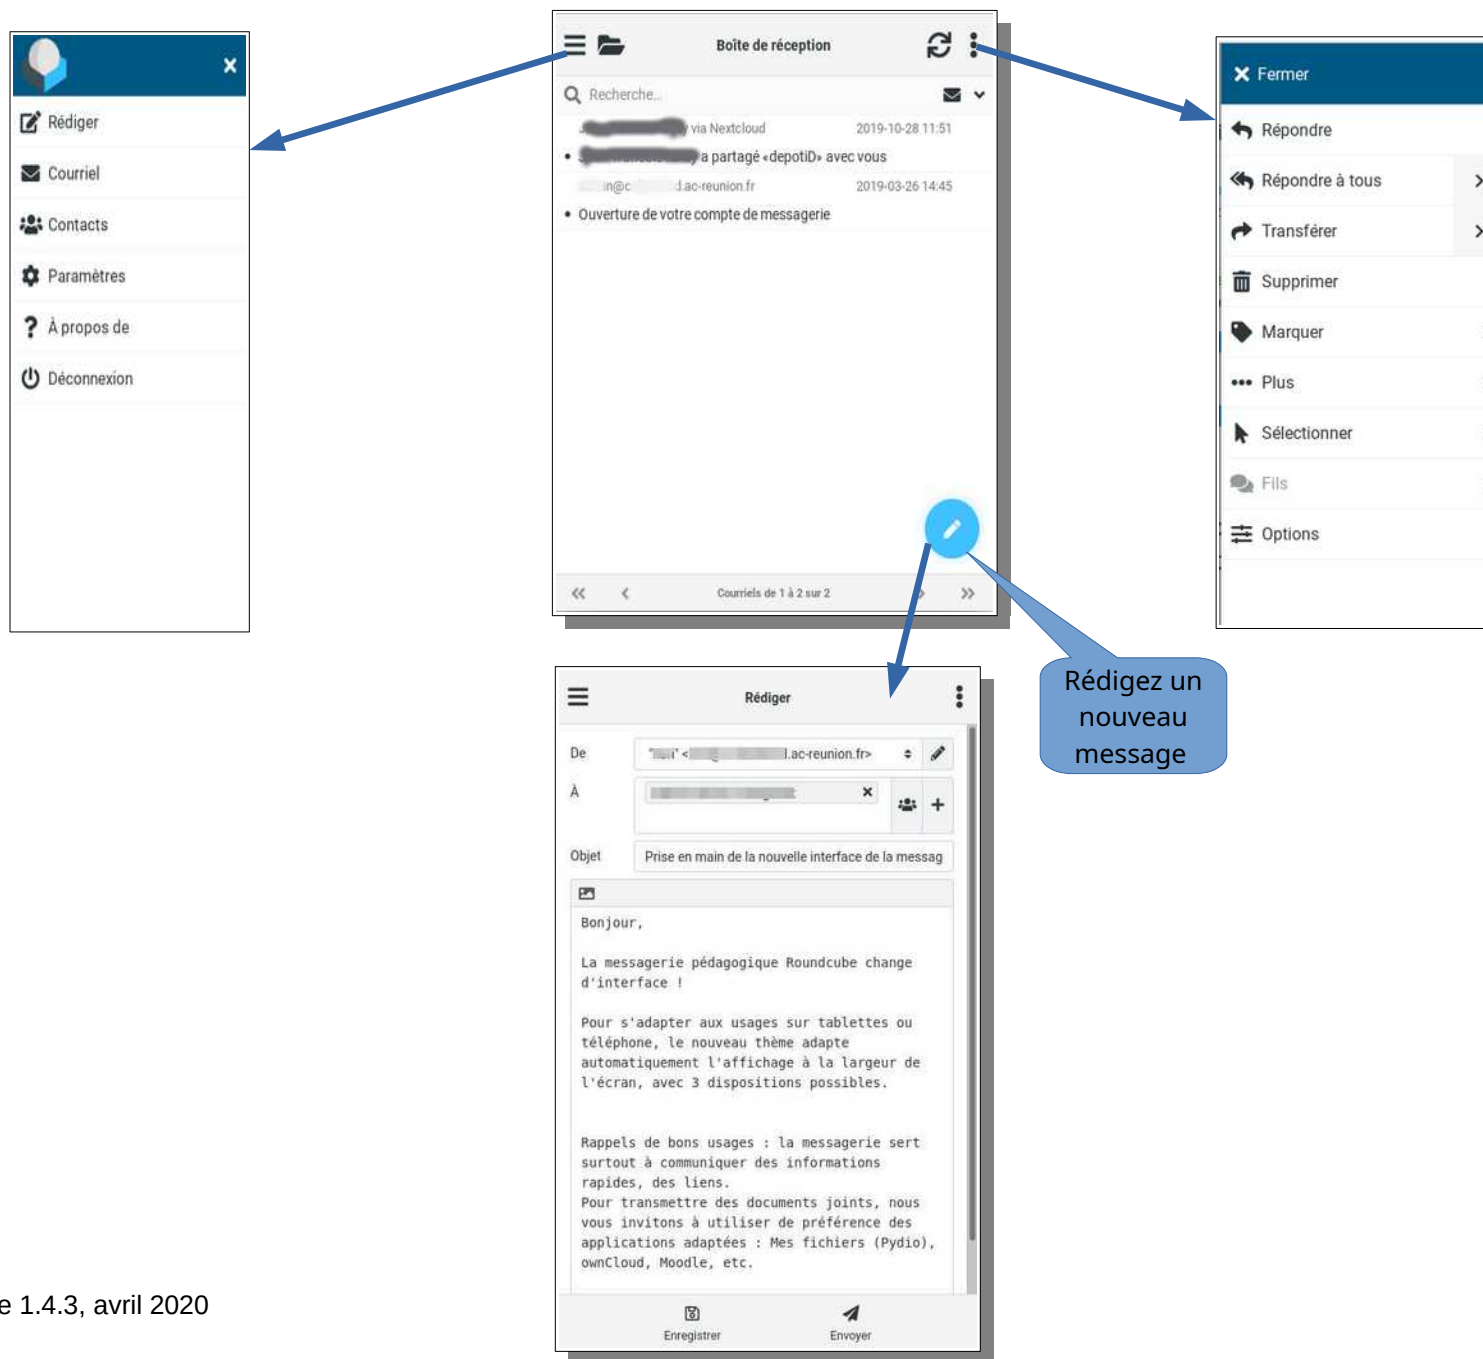 Rédiger
Courriel
Contacts
Paramètres
À propos de
Déconnexion
Boîte de réception
Recherche...
via Nextcloud 2019-10-28 11:51
a partagé «depotiD» avec vous
.ac-reunion.fr 2019-03-26 14:45
Ouverture de votre compte de messagerie
Courriels de 1 à 2 sur 2
Fermer
Répondre
Répondre à tous
Transférer
Supprimer
Marquer
Plus
Sélectionner
Fils
Options
Rédigez un
nouveau
message
Rédiger
De .ac-reunion.fr>
À
Objet Prise en main de la nouvelle interface de la messag
Bonjour,
La messagerie pédagogique Roundcube change
d'interface !
Pour s'adapter aux usages sur tablettes ou
téléphone, le nouveau thème adapte
automatiquement l'affichage à la largeur de
l'écran, avec 3 dispositions possibles.
Rappels de bons usages : la messagerie sert
surtout à communiquer des informations
rapides, des liens.
Pour transmettre des documents joints, nous
vous invitons à utiliser de préférence des
applications adaptées : Mes fichiers (Pydio),
ownCloud, Moodle, etc.
Enregistrer Envoyer
e 1.4.3, avril 2020